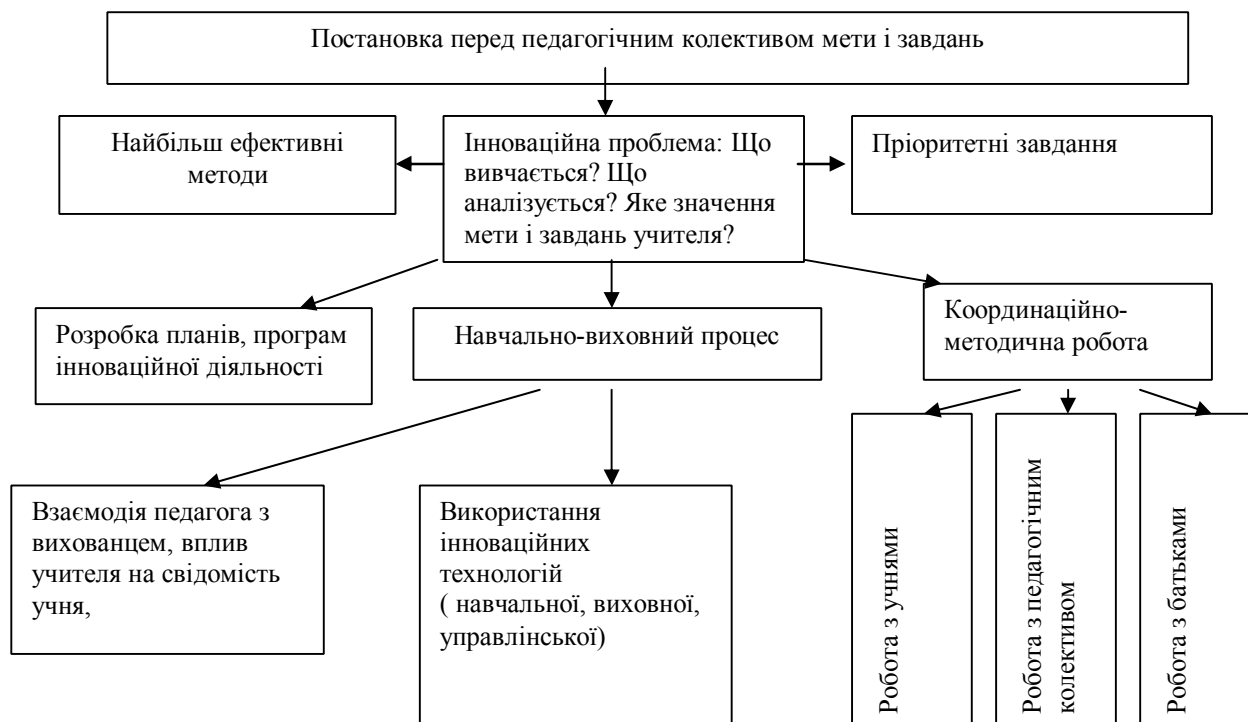 Постановка перед педагогічним колективом мети і завдань
Найбільш ефективні
методи
Інноваційна проблема: Що
вивчається? Що
аналізується? Яке значення
мети і завдань учителя?
Пріоритетні завдання
Розробка планів, програм
інноваційної діяльності
Навчально-виховний процес
Координаційно-
методична робота
Взаємодія педагога з
вихованцем, вплив
учителя на свідомість
учня,
Використання
інноваційних
технологій
( навчальної, виховної,
управлінської)
Робота з учнями
Робота з педагогічним
колективом
Робота з батьками